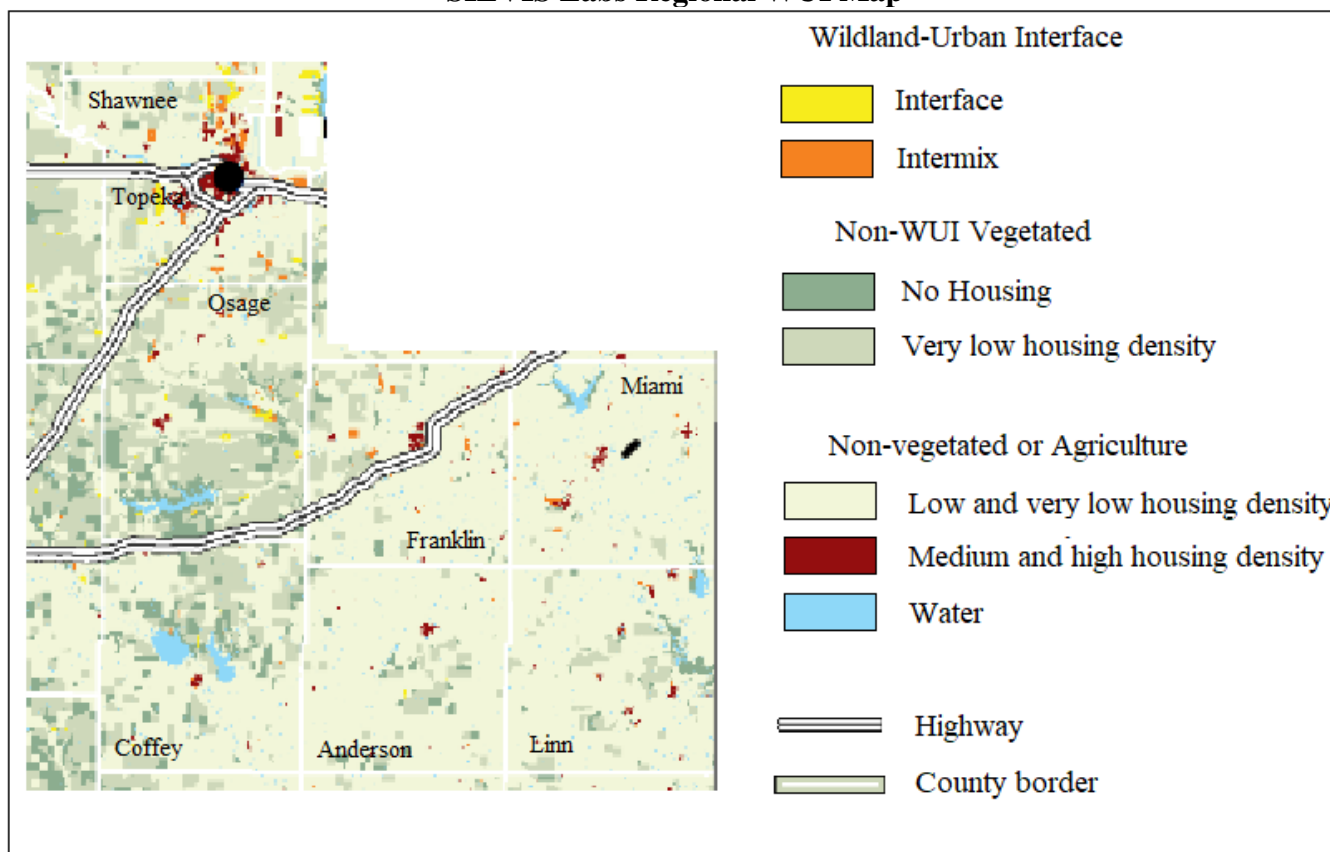 Wildland-Urban Interface
Interface
Intermix
Non-WUI Vegetated
No Housing
Very low housing density
Non-vegetated or Agriculture
Low and very low housing density
Medium and high housing density
Water
Highway
County border
Shawnee
Topeka
Osage
Miami
Franklin
Coffey
Anderson
Linn